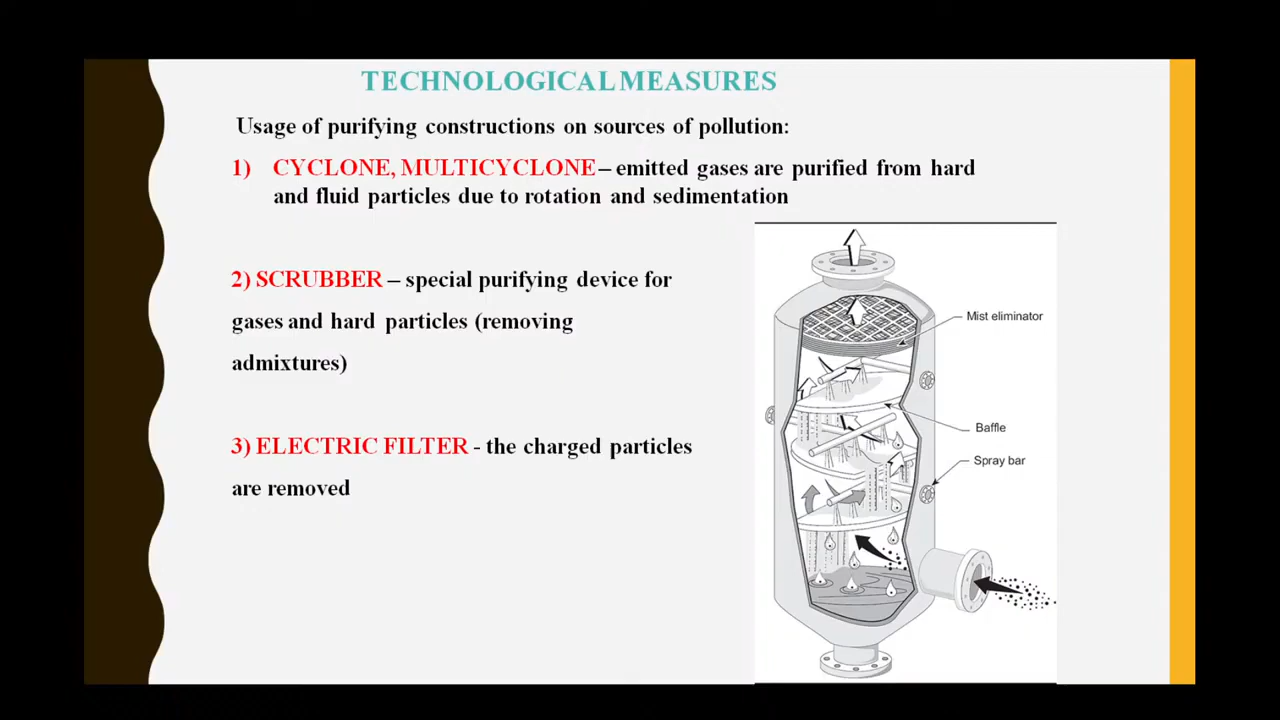 TECHNOLOGICAL MEASURES
Usage of purifying constructions on sources of pollution:
1) CYCLONE, MULTICYCLONE – emitted gases are purified from hard
and fluid particles due to rotation and sedimentation
2) SCRUBBER – special purifying device for
gases and hard particles (removing
admixtures)
3) ELECTRIC FILTER - the charged particles
are removed
Mist eliminator
Baffle
Spray bar